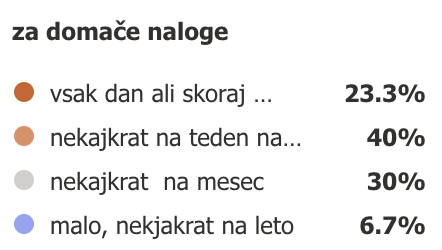 za domače naloge
vsak dan ali skoraj ... 23.3%
nekajkrat na teden na... 40%
nekajkrat na mesec 30%
malo, nekjakrat na leto 6.7%